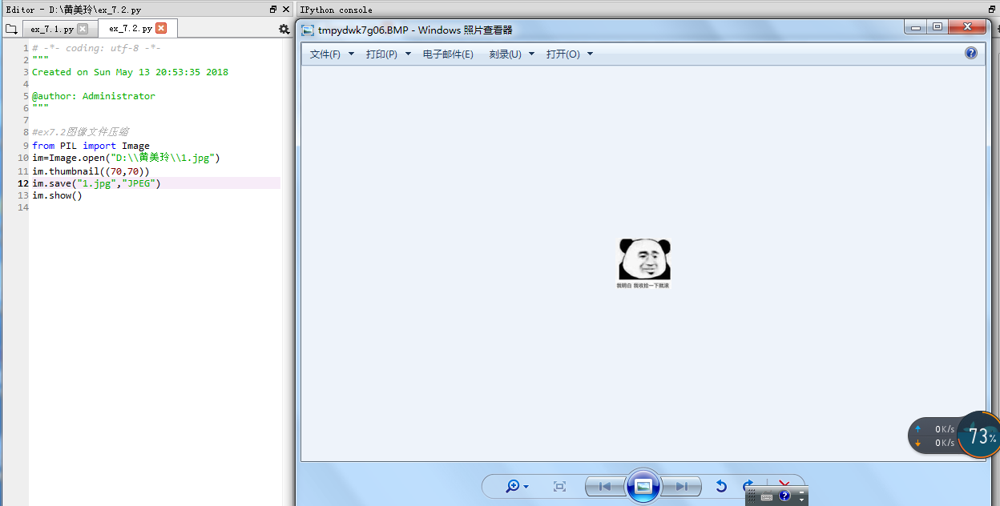 Editor - D:\黄美玲\ex_7.2.py
ex_7.1.py
ex_7.2.py
1 # -*- coding: utf-8 -*-
2 """
3 Created on Sun May 13 20:53:35 2018
4
5 @author: Administrator
6 """
7
8 #ex7.2图像文件压缩
9 from PIL import Image
10 im=Image.open("D:\\黄美玲\\1.jpg")
11 im.thumbnail((70,70))
12 im.save("1.jpg","JPEG")
13 im.show()
14
IPython console
tmpydwk7g06.BMP - Windows 照片查看器
文件(F) 打印(P) 电子邮件(E) 刻录(U) 打开(O)
我明白 我收拾一下就滚
0K/s
0K/s
73%